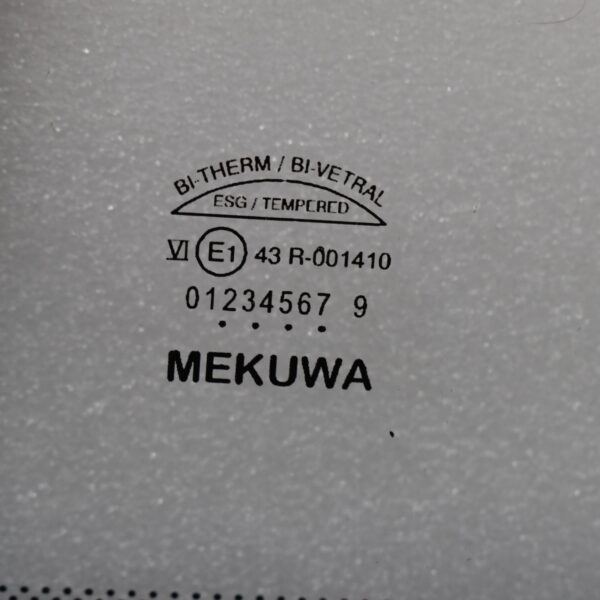 BI-THERM / BI-VETRAL
ESG / TEMPERED
VI E1 43 R-001410
01234567 9
. . . .
MEKUWA